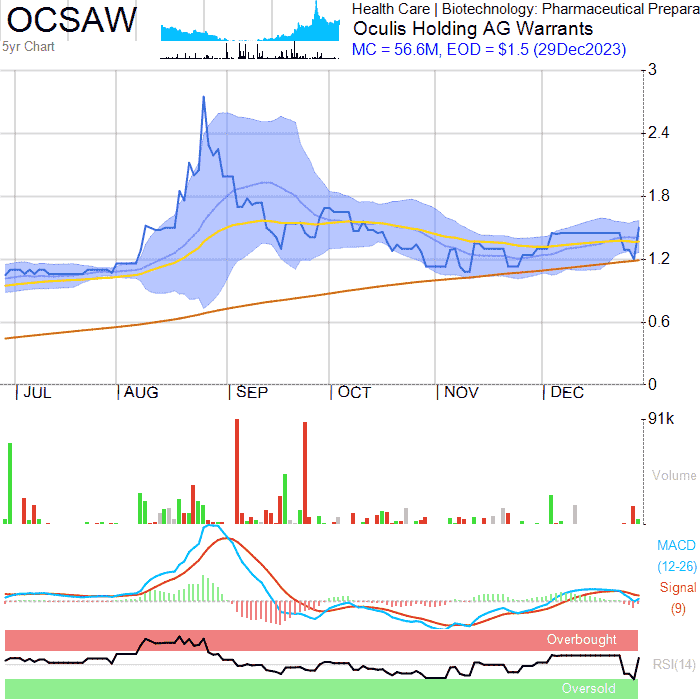 OCSAW
5yr Chart
Health Care | Biotechnology: Pharmaceutical Prepara
Oculis Holding AG Warrants
MC = 56.6M, EOD = $1.5 (29Dec2023)
3
2.4
1.8
1.2
0.6
0
JUL AUG SEP OCT NOV DEC
91k
Volume
MACD
(12-26)
Signal
(9)
Overbought
RSI(14)
Oversold